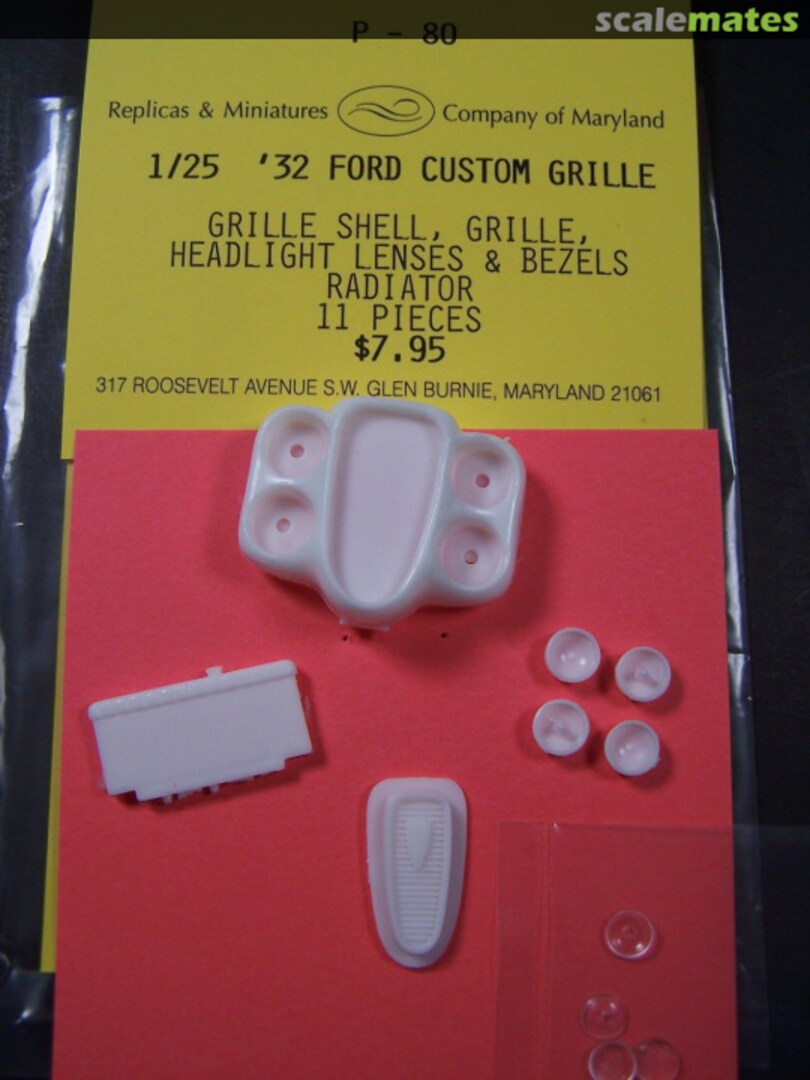 scalemates
P - 80
Replicas & Miniatures Company of Maryland
1/25 '32 FORD CUSTOM GRILLE
GRILLE SHELL, GRILLE,
HEADLIGHT LENSES & BEZELS
RADIATOR
11 PIECES
$7.95
317 ROOSEVELT AVENUE S.W. GLEN BURNIE, MARYLAND 21061